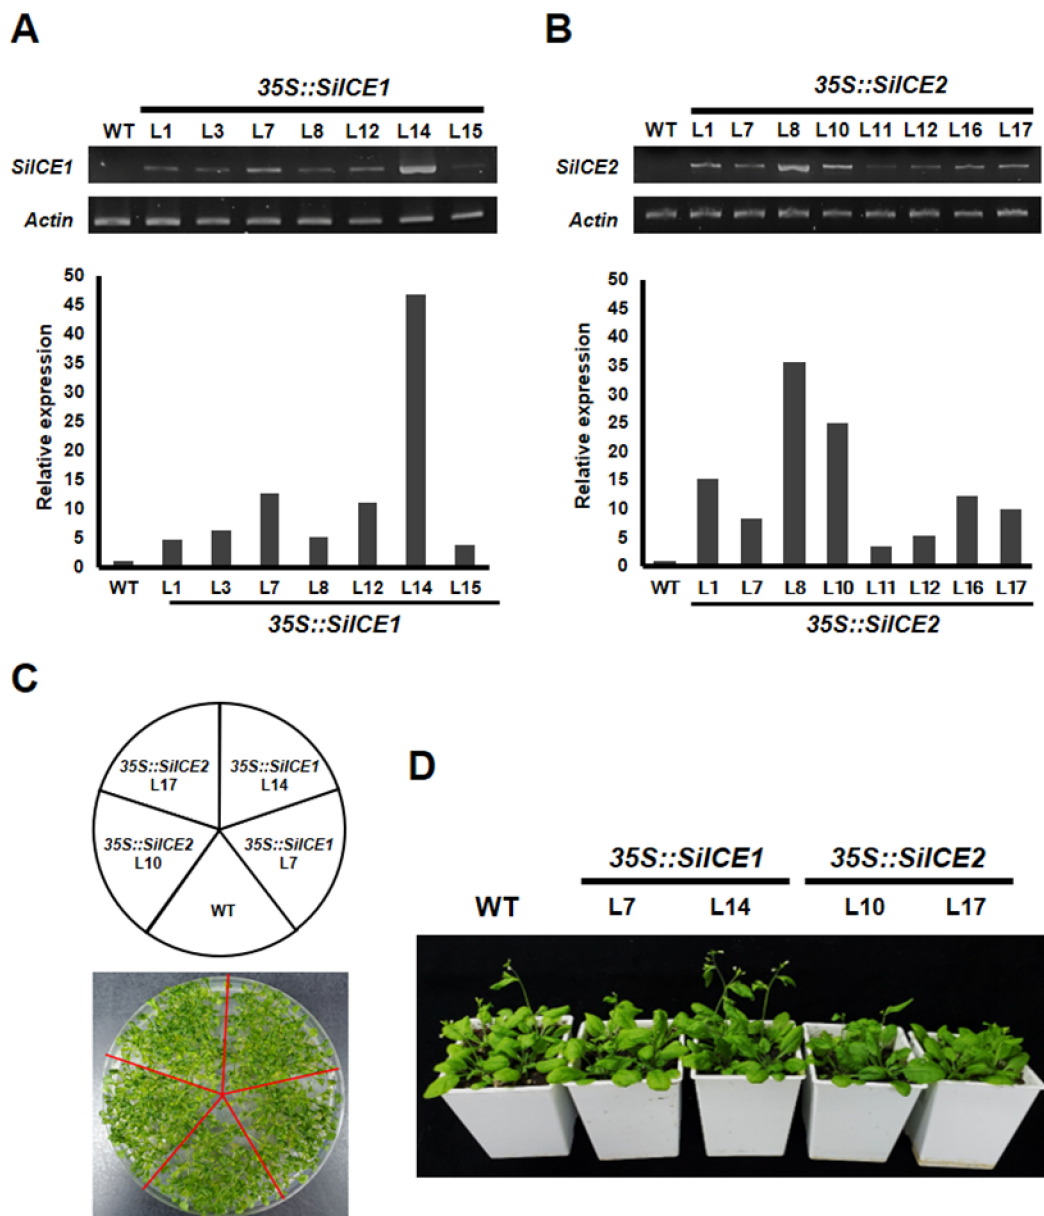 A
35S::SiICE1
WT L1 L3 L7 L8 L12 L14 L15
SiICE1
Actin
50
45
40
35
30
25
20
15
10
5
0
Relative expression
WT L1 L3 L7 L8 L12 L14 L15
35S::SiICE1
B
35S::SiICE2
WT L1 L7 L8 L10 L11 L12 L16 L17
SiICE2
Actin
50
45
40
35
30
25
20
15
10
5
0
Relative expression
WT L1 L7 L8 L10 L11 L12 L16 L17
35S::SiICE2
C
35S::SiICE2
L17
35S::SiICE1
L14
35S::SiICE2
L10
35S::SiICE1
L7
WT
D
35S::SiICE1 35S::SiICE2
WT L7 L14 L10 L17